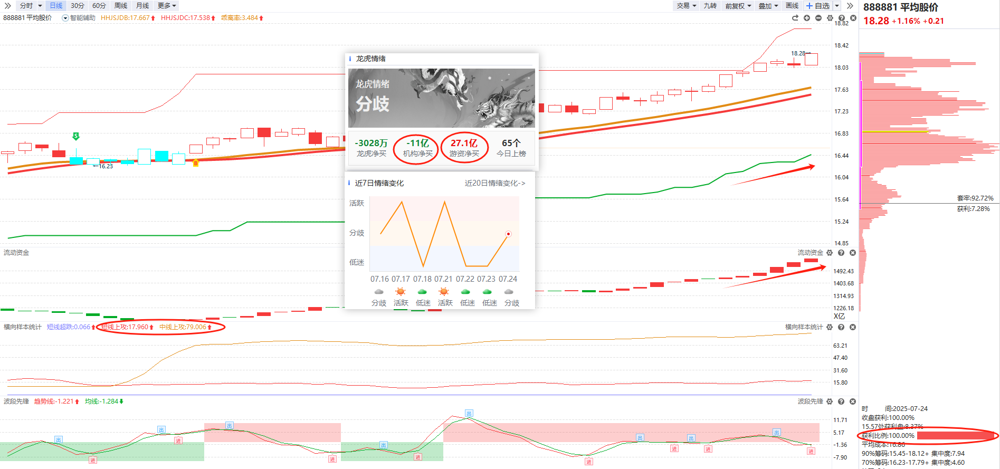 分时 日线 30分 60分 周线 月线 更多 交易 九转 前复权 叠加 画线 自选
888881 平均股价
18.28 +1.16% +0.21
888881 平均股价 智能辅助 HHJSJDB:17.667 HHJSJDC:17.538 乖离率:3.484
18.82
18.42
18.03
17.63
17.23
16.83
16.44
16.04
15.64
15.24
14.85
18.28
S
B
←16.23
龙虎情绪
龙虎情绪
分歧
-3028万 -11亿 27.1亿 65个
龙虎净买 机构净买 游资净买 今日上榜
近7日情绪变化 近20日情绪变化->
活跃
分歧
低迷
07.16 07.17 07.18 07.21 07.22 07.23 07.24
分歧 活跃 低迷 活跃 低迷 低迷 分歧
套牢:92.72%
获利:7.28%
流动资金 流动资金
1492.43
1403.68
1314.93
1226.18
X亿
横向样本统计 短线超跌:0.066 短线上攻:17.960 中线上攻:79.006 横向样本统计
63.21
47.40
31.60
15.80
波段先锋 趋势线:-1.221 均线:-1.284 波段先锋
11.71
5.17
-1.36
-7.90
出 进 出 进 出 进 出 进 出 进 出 进 出 进 出 进
时 间:2025-07-24
收盘获利:100.00%
15.57处获利盘:8.37%
获利比例:100.00%
平均成本:16.86
90%筹码:15.45-18.12+ 集中度:7.94
70%筹码:16.23-17.79+ 集中度:4.60